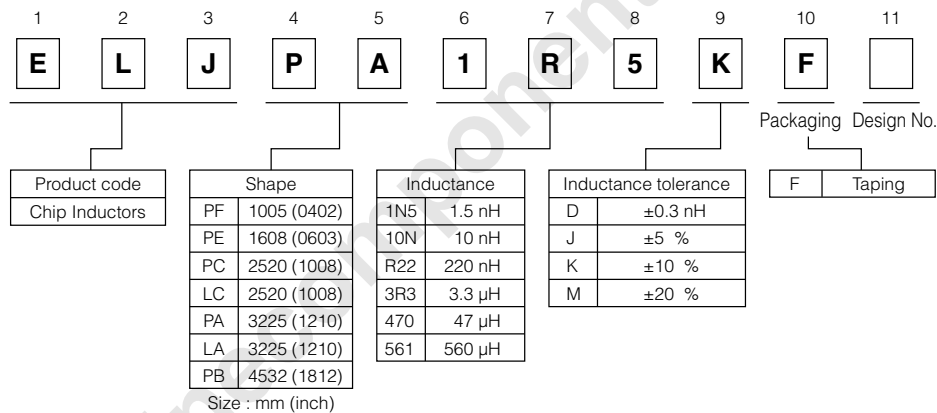 1 2 3 4 5 6 7 8 9 10 11
E L J P A 1 R 5 K F
Packaging Design No.
Product code
Chip Inductors
Shape
PF 1005 (0402)
PE 1608 (0603)
PC 2520 (1008)
LC 2520 (1008)
PA 3225 (1210)
LA 3225 (1210)
PB 4532 (1812)
Size : mm (inch)
Inductance
1N5 1.5 nH
10N 10 nH
R22 220 nH
3R3 3.3 µH
470 47 µH
561 560 µH
Inductance tolerance
D ±0.3 nH
J ±5 %
K ±10 %
M ±20 %
F Taping